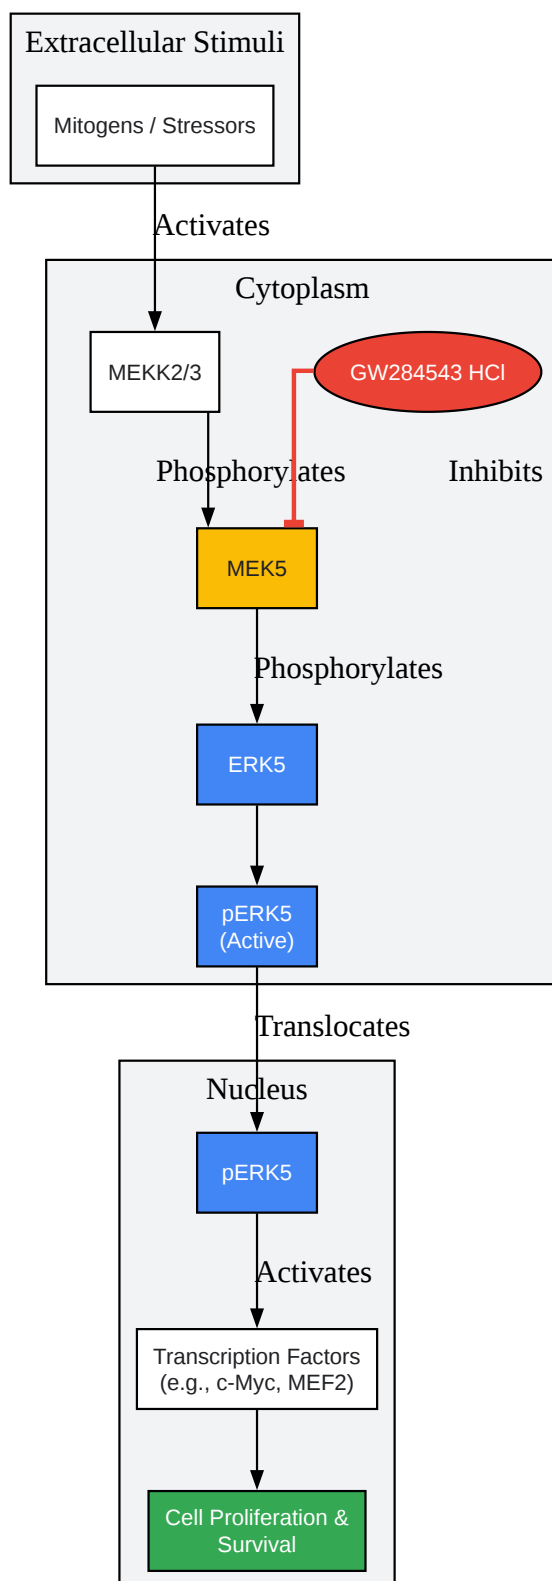 Extracellular Stimuli
Mitogens / Stressors
Activates
Cytoplasm
MEKK2/3
GW284543 HCl
Phosphorylates
Inhibits
MEK5
Phosphorylates
ERK5
pERK5
(Active)
Translocates
Nucleus
pERK5
Activates
Transcription Factors
(e.g., c-Myc, MEF2)
Cell Proliferation &
Survival